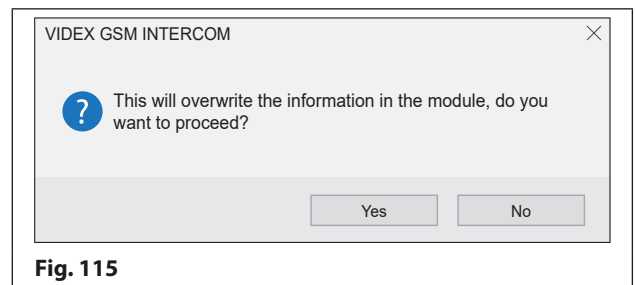 VIDEX GSM INTERCOM
?
This will overwrite the information in the module, do you
want to proceed?
Yes
No
Fig. 115